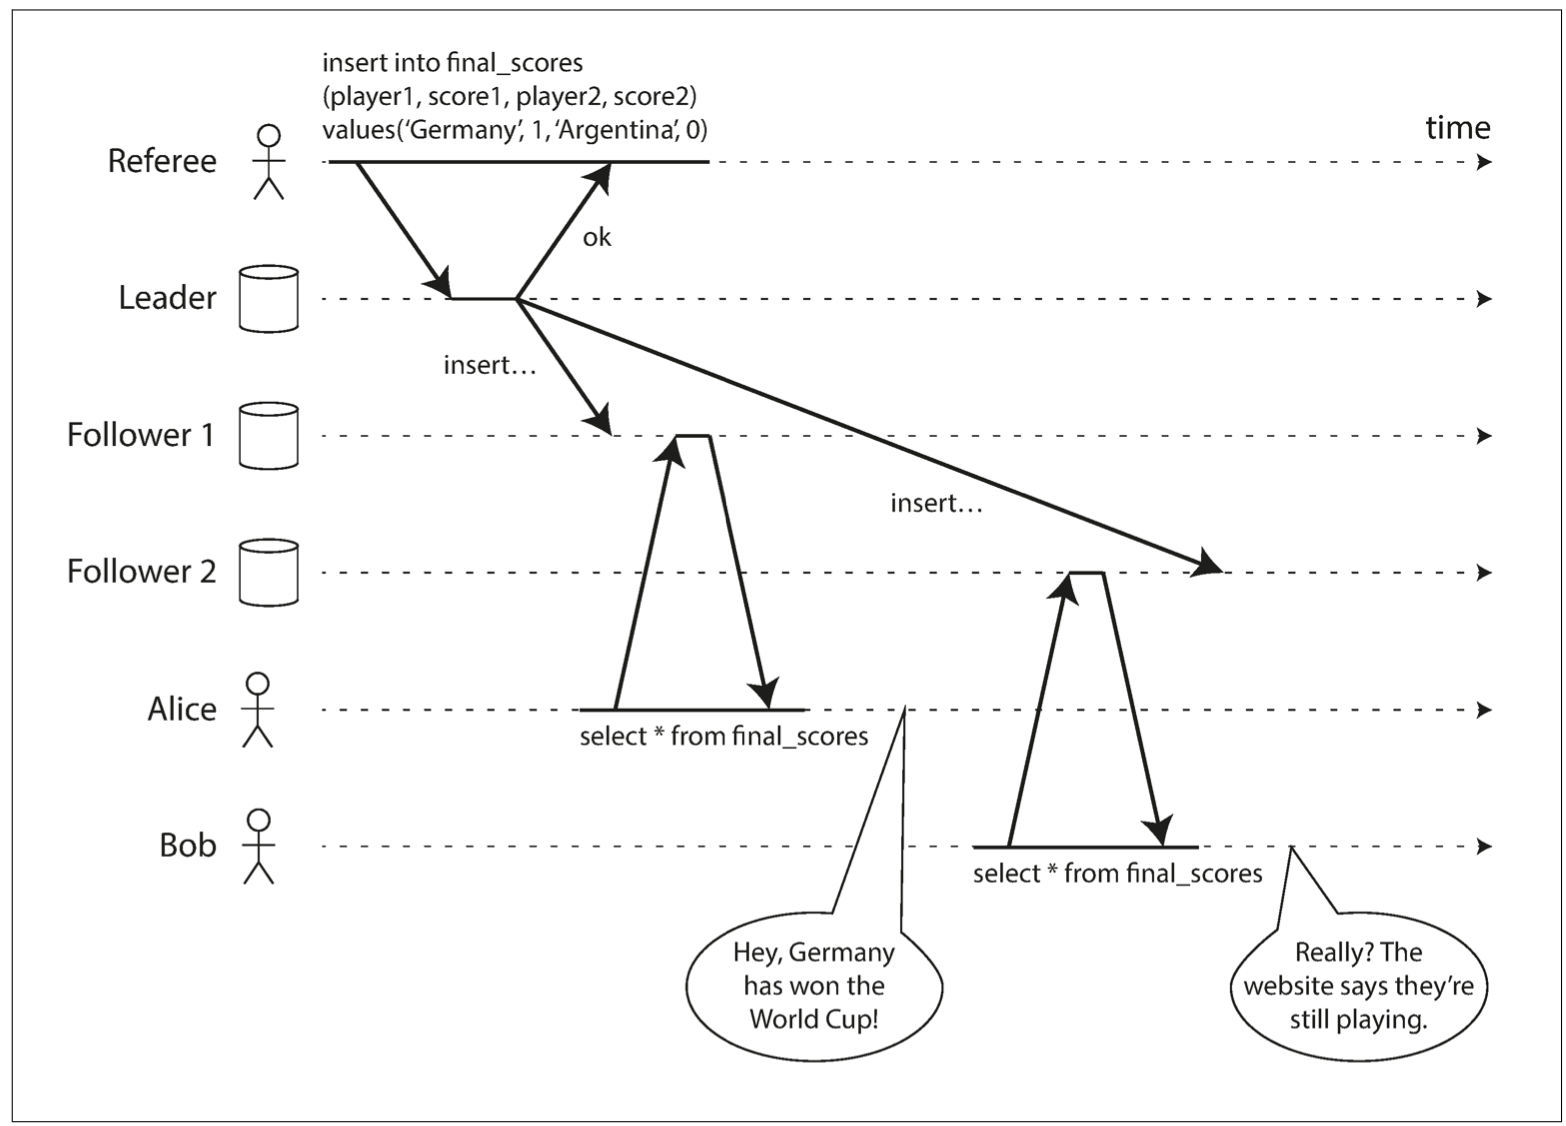 insert into final_scores
(player1, score1, player2, score2)
values(‘Germany’, 1, ‘Argentina’, 0)
time
Referee
ok
Leader
insert…
Follower 1
insert…
Follower 2
Alice
select * from final_scores
Bob
select * from final_scores
Hey, Germany
has won the
World Cup!
Really? The
website says they’re
still playing.